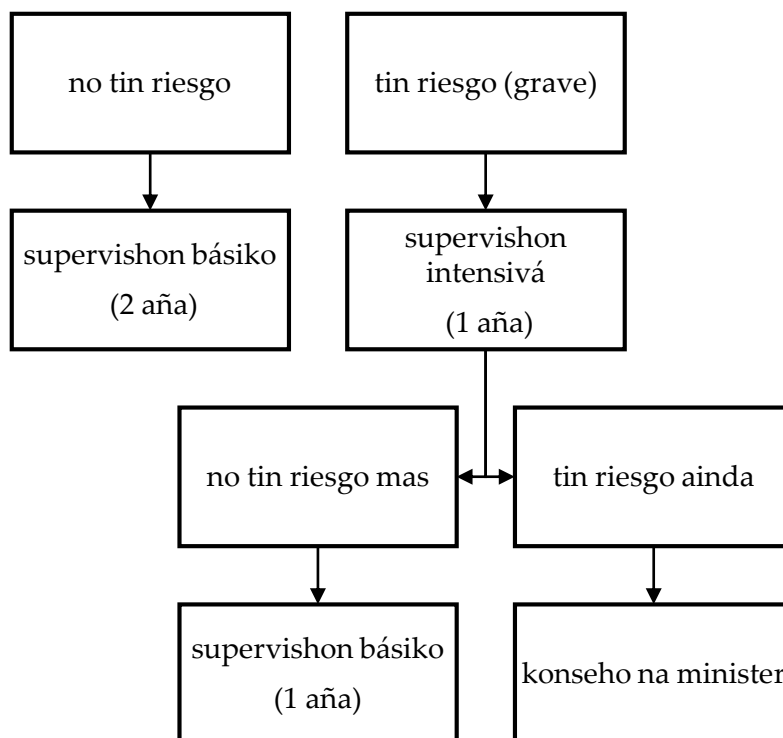 no tin riesgo
tin riesgo (grave)
supervishon básiko
(2 aña)
supervishon
intensivá
(1 aña)
no tin riesgo mas
tin riesgo ainda
supervishon básiko
(1 aña)
konseho na minister